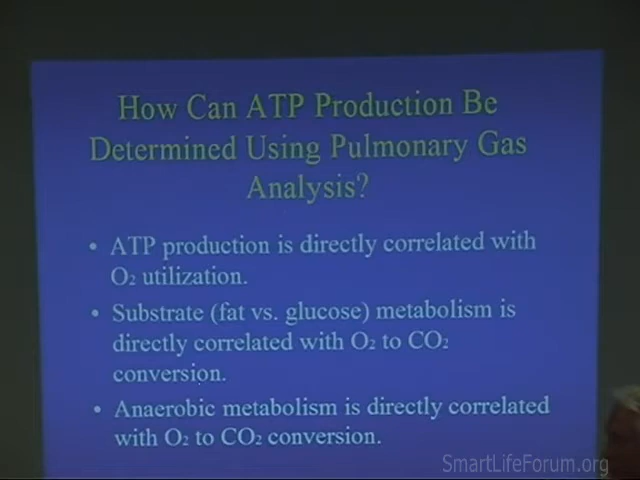 How Can ATP Production Be
Determined Using Pulmonary Gas
Analysis?
• ATP production is directly correlated with
O₂ utilization.
• Substrate (fat vs. glucose) metabolism is
directly correlated with O₂ to CO₂
conversion.
• Anaerobic metabolism is directly correlated
with O₂ to CO₂ conversion.
SmartLifeForum.org